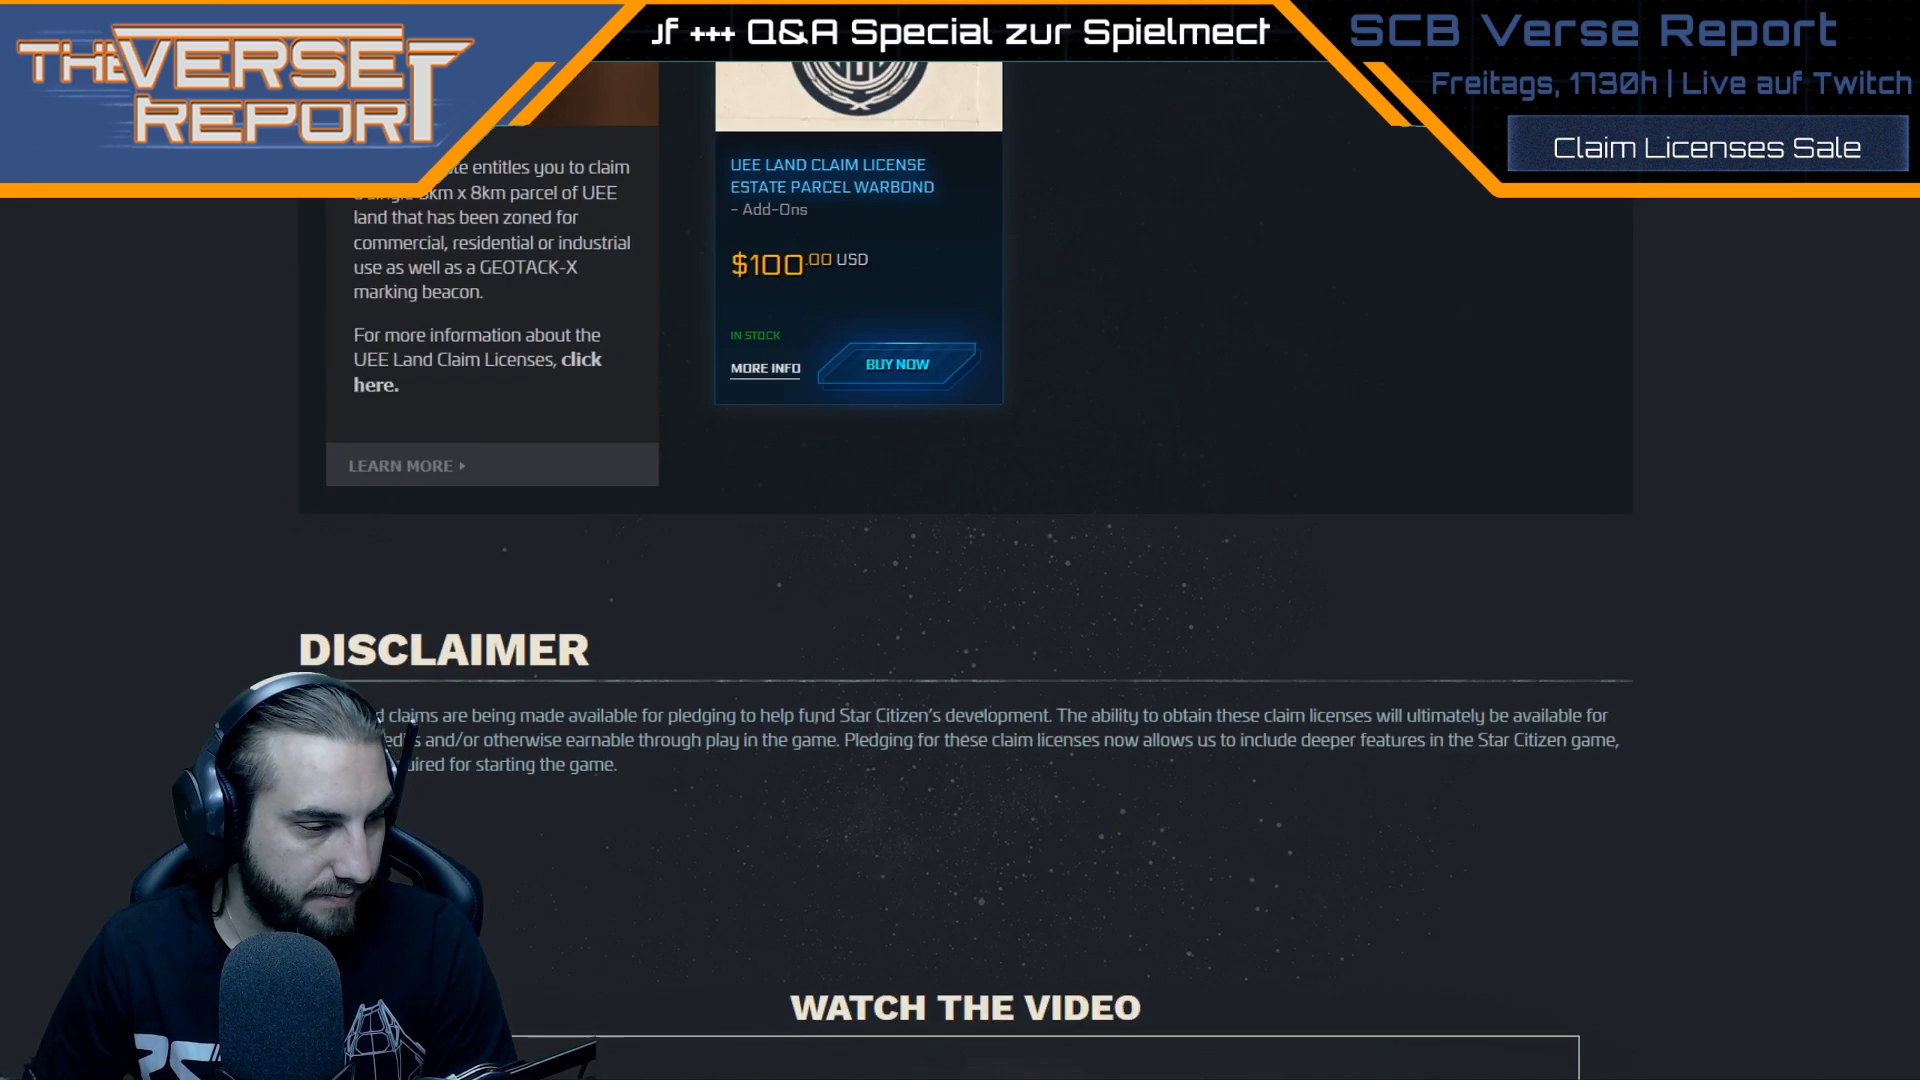 THE VERSE
REPORT
+++ Q&A Special zur
SCB Verse Report
Freitags, 1730h | Live auf Twitch
Claim Licenses Sale
entitles you to claim
x 8km parcel of UEE
land that has been zoned for
commercial, residential or industrial
use as well as a GEOTACK-X
marking beacon.
For more information about the
UEE Land Claim Licenses, click
here.
LEARN MORE
UEE LAND CLAIM LICENSE
ESTATE PARCEL WARBOND
- Add-Ons
$100.00 USD
IN STOCK
MORE INFO
BUY NOW
DISCLAIMER
claims are being made available for pledging to help fund Star Citizen's development. The ability to obtain these claim licenses will ultimately be available for
and/or otherwise earnable through play in the game. Pledging for these claim licenses now allows us to include deeper features in the Star Citizen game,
for starting the game.
WATCH THE VIDEO